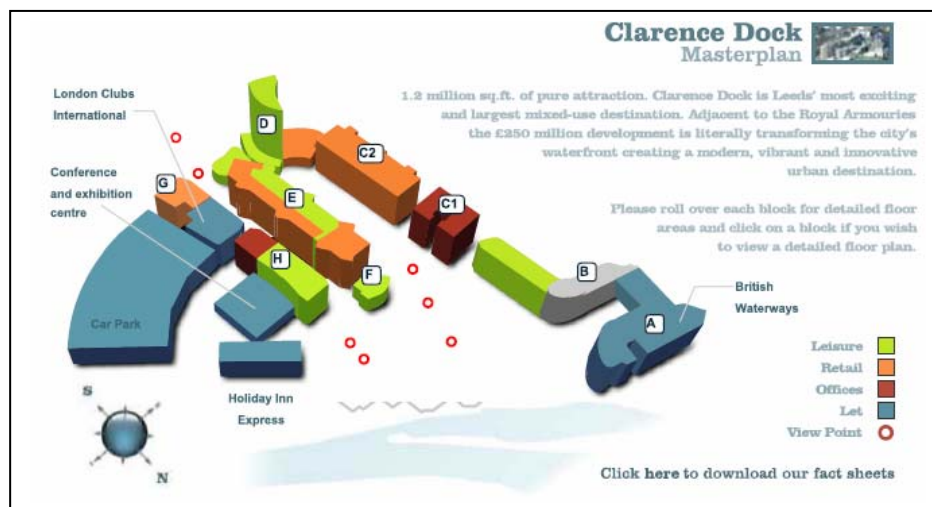 Clarence Dock
Masterplan
1.2 million sq.ft. of pure attraction. Clarence Dock is Leeds' most exciting
and largest mixed-use destination. Adjacent to the Royal Armouries
the £250 million development is literally transforming the city's
waterfront creating a modern, vibrant and innovative
urban destination.
Please roll over each block for detailed floor
areas and click on a block if you wish
to view a detailed floor plan.
London Clubs
International
Conference
and exhibition
centre
D
C2
G
E
C1
H
F
B
A
British
Waterways
Car Park
Holiday Inn
Express
Leisure
Retail
Offices
Let
View Point
S
N
Click here to download our fact sheets